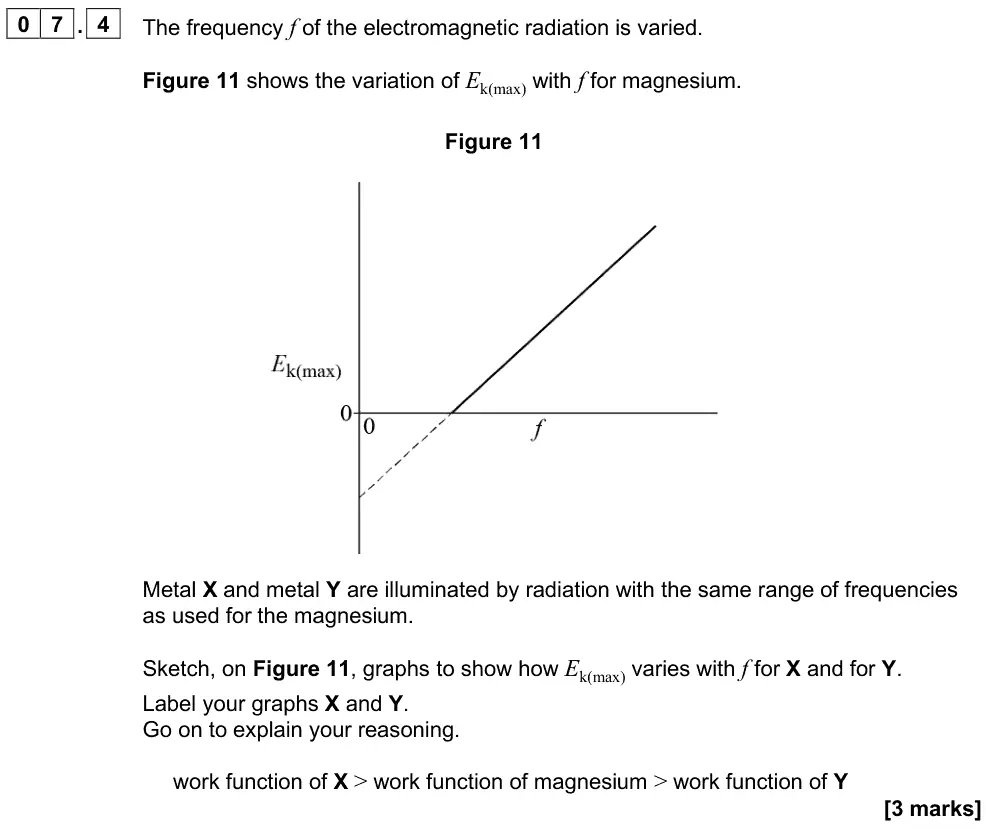 0 7 . 4 The frequency f of the electromagnetic radiation is varied.
Figure 11 shows the variation of Ek(max) with f for magnesium.
Figure 11
Ek(max)
0
0
f
Metal X and metal Y are illuminated by radiation with the same range of frequencies
as used for the magnesium.
Sketch, on Figure 11, graphs to show how Ek(max) varies with f for X and for Y.
Label your graphs X and Y.
Go on to explain your reasoning.
work function of X > work function of magnesium > work function of Y
[3 marks]